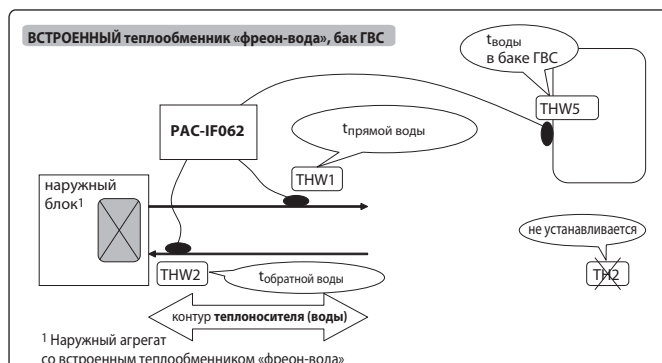 ВСТРОЕННЫЙ теплообменник «фреон-вода», бак ГВС
tводы
в баке ГВС
THW5
PAC-IF062
tпрямой воды
THW1
наружный
блок1
не устанавливается
TH2
THW2
tобратной воды
контур теплоносителя (воды)
1 Наружный агрегат
со встроенным теплообменником «фреон-вода»